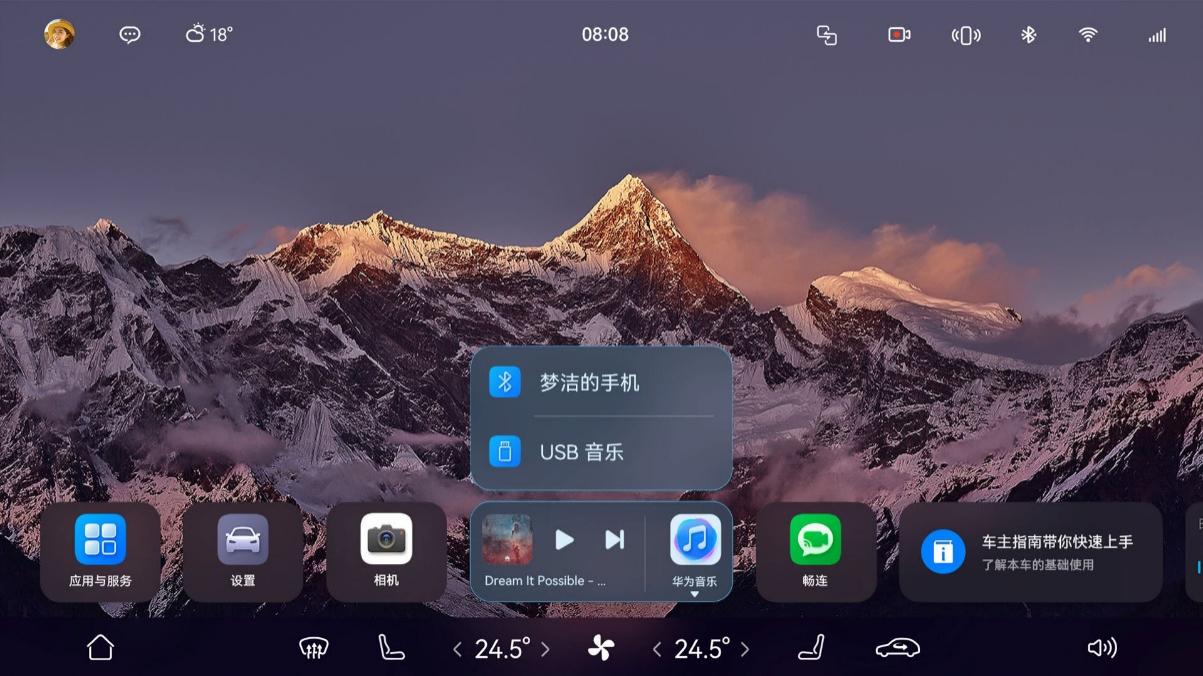 18°
08:08
梦洁的手机
USB 音乐
Dream It Possible - ...
应用与服务
设置
相机
华为音乐
畅连
车主指南带你快速上手
了解本车的基础使用
24.5°
24.5°